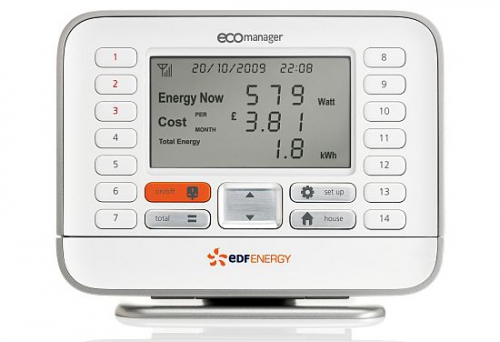 ecomanager
20/10/2009 22:08
Energy Now 579 Watt
Cost PER MONTH £ 3.81
Total Energy 1.8 kWh
1
2
3
4
5
6
7
8
9
10
11
12
13
14
on/off
set up
total
house
eDF ENERGY